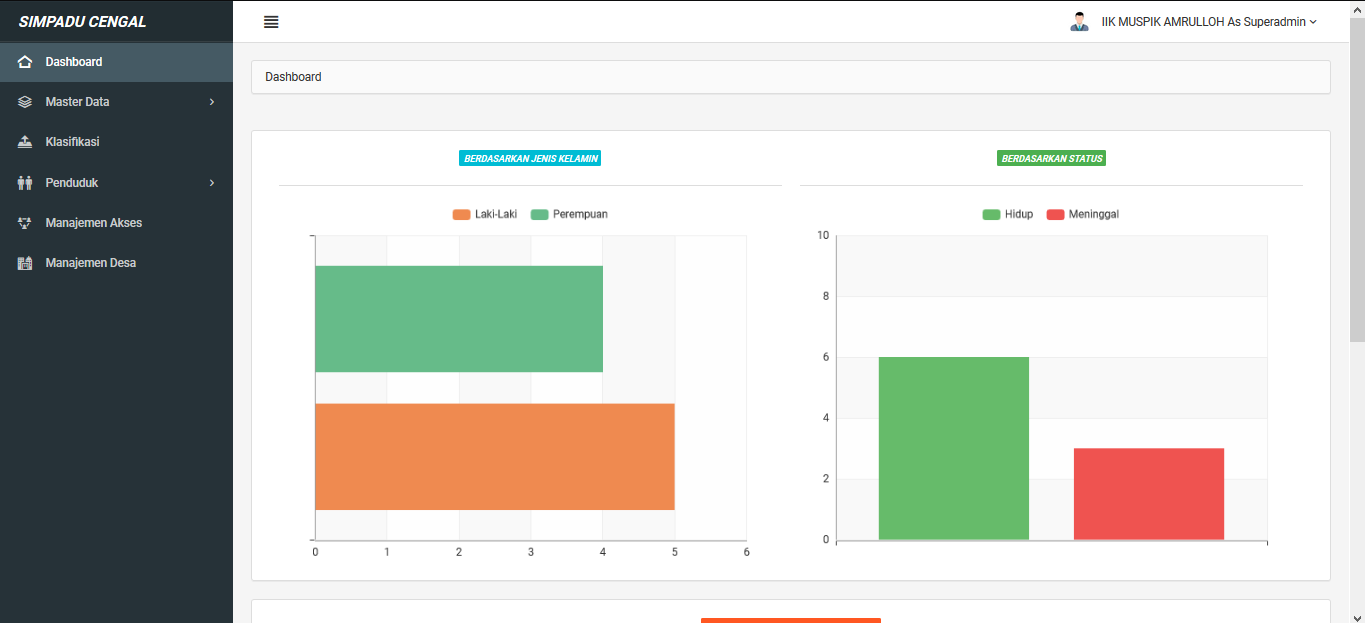 SIMPADU CENGAL
IIK MUSPIK AMRULLOH As Superadmin
Dashboard
Master Data
Klasifikasi
Penduduk
Manajemen Akses
Manajemen Desa
Dashboard
BERDASARKAN JENIS KELAMIN
Laki-Laki Perempuan
0 1 2 3 4 5 6
BERDASARKAN STATUS
Hidup Meninggal
10
8
6
4
2
0